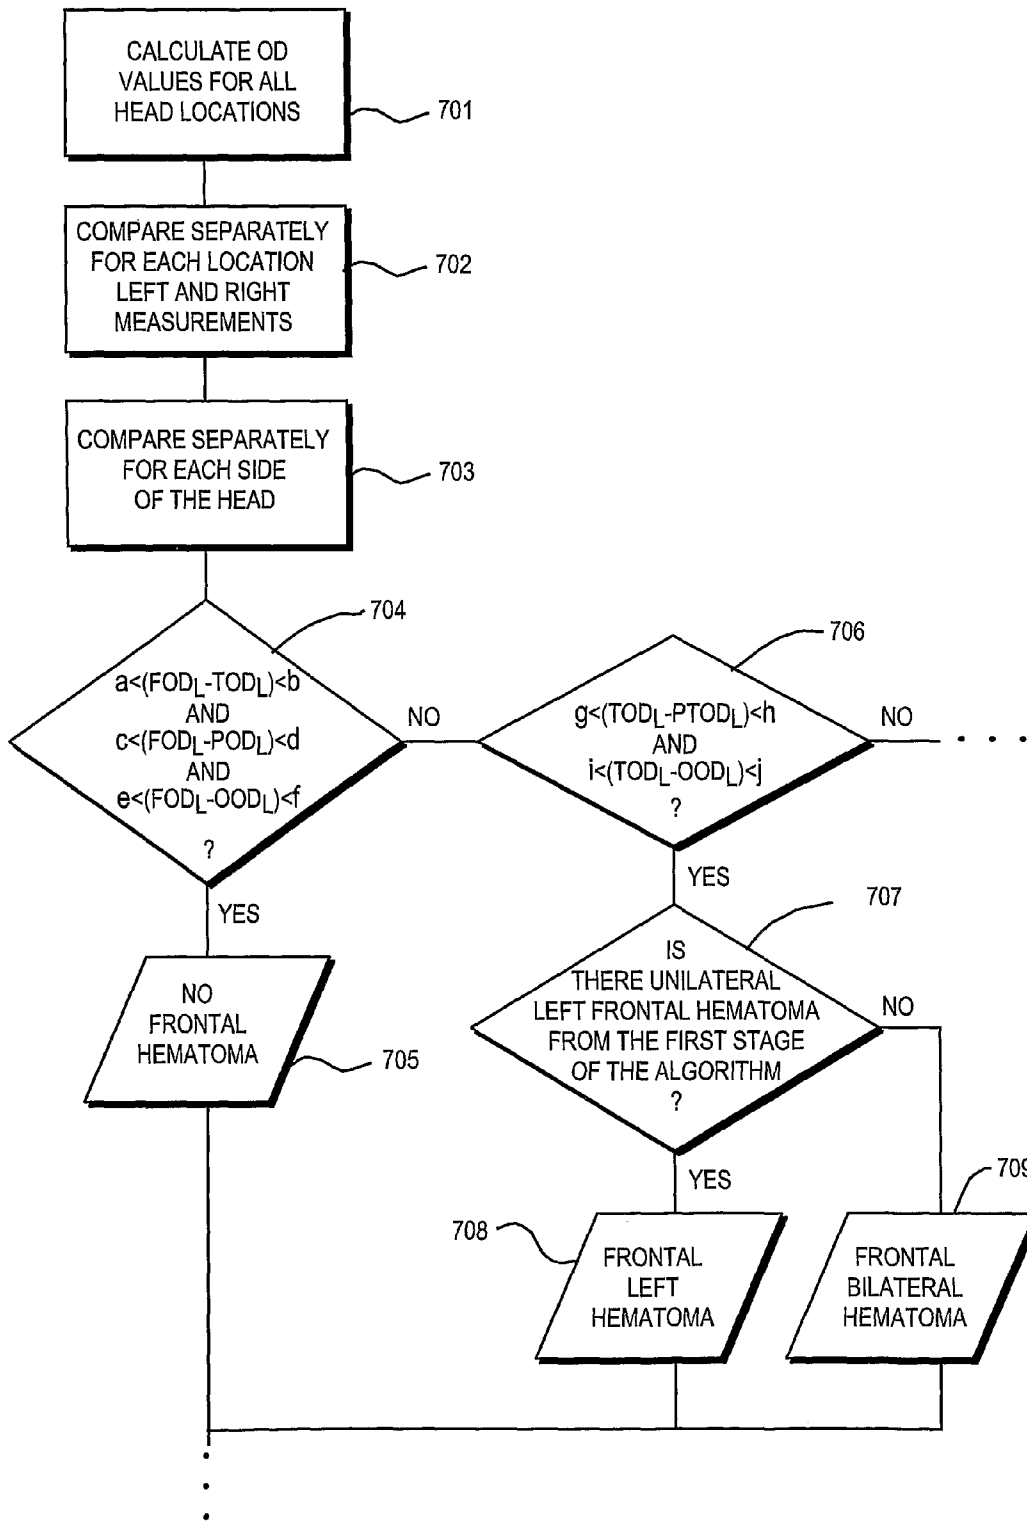 CALCULATE OD
VALUES FOR ALL
HEAD LOCATIONS
701
COMPARE SEPARATELY
FOR EACH LOCATION
LEFT AND RIGHT
MEASUREMENTS
702
COMPARE SEPARATELY
FOR EACH SIDE
OF THE HEAD
703
704
a<(FODL-TODL)<b
AND
c<(FODL-PODL)<d
AND
e<(FODL-OODL)<f
?
NO
YES
706
g<(TODL-PTODL)<h
AND
i<(TODL-OODL)<j
?
NO
YES
707
IS
THERE UNILATERAL
LEFT FRONTAL HEMATOMA
FROM THE FIRST STAGE
OF THE ALGORITHM
?
NO
YES
NO
FRONTAL
HEMATOMA
705
708
FRONTAL
LEFT
HEMATOMA
709
FRONTAL
BILATERAL
HEMATOMA